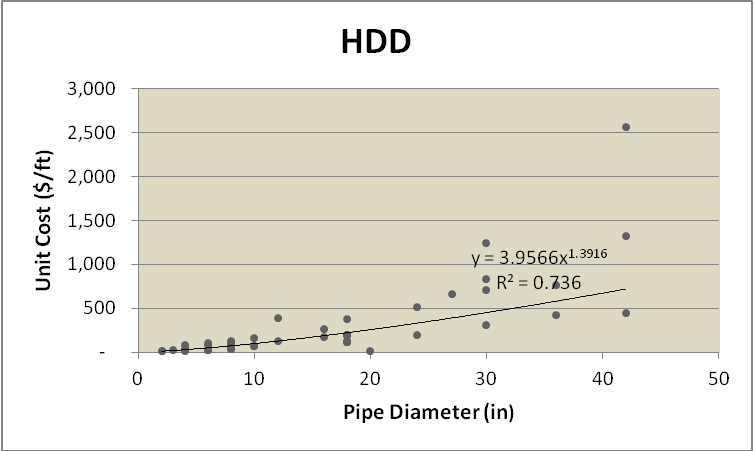 HDD
3,000
2,500
2,000
1,500
1,000
500
-
Unit Cost ($/ft)
y = 3.9566x^1.3916
R² = 0.736
0 10 20 30 40 50
Pipe Diameter (in)